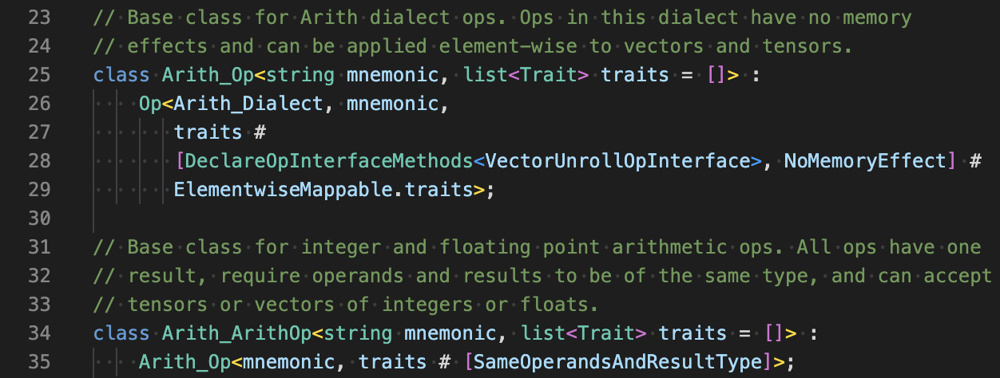 23 // Base class for Arith dialect ops. Ops in this dialect have no memory
24 // effects and can be applied element-wise to vectors and tensors.
25 class Arith_Op<string mnemonic, list<Trait> traits = []> :
26     Op<Arith_Dialect, mnemonic,
27        traits #
28        [DeclareOpInterfaceMethods<VectorUnrollOpInterface>, NoMemoryEffect] #
29        ElementwiseMappable.traits>;
30
31 // Base class for integer and floating point arithmetic ops. All ops have one
32 // result, require operands and results to be of the same type, and can accept
33 // tensors or vectors of integers or floats.
34 class Arith_ArithOp<string mnemonic, list<Trait> traits = []> :
35     Arith_Op<mnemonic, traits # [SameOperandsAndResultType]>;